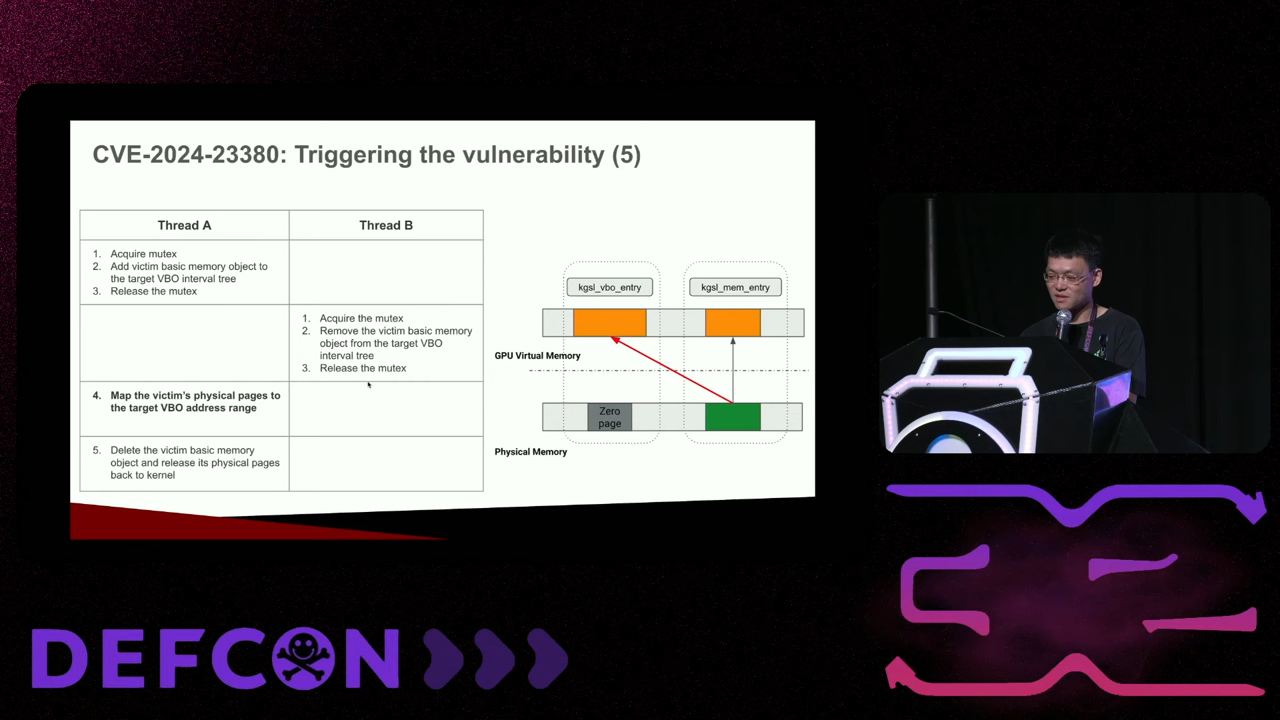 CVE-2024-23380: Triggering the vulnerability (5)
Thread A
Thread B
1. Acquire mutex
2. Add victim basic memory object to
the target VBO interval tree
3. Release the mutex
1. Acquire the mutex
2. Remove the victim basic memory
object from the target VBO
interval tree
3. Release the mutex
4. Map the victim's physical pages to
the target VBO address range
5. Delete the victim basic memory
object and release its physical pages
back to kernel
kgsl_vbo_entry
kgsl_mem_entry
GPU Virtual Memory
Zero
page
Physical Memory
DEFCON